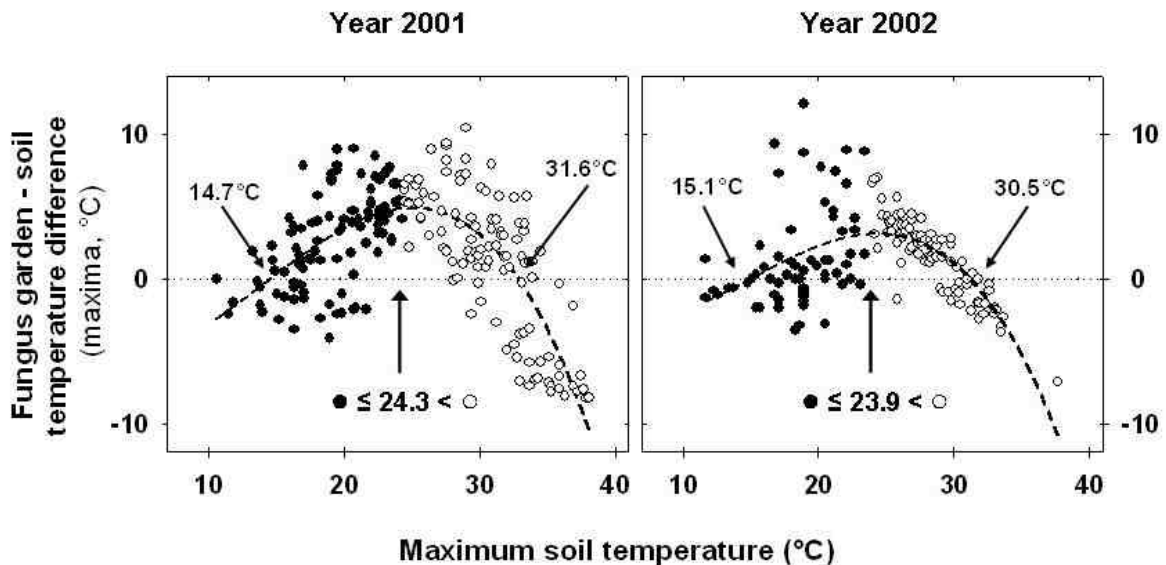 Year 2001
Year 2002
Fungus garden - soil
temperature difference
(maxima, °C)
10
0
-10
14.7°C
31.6°C
● ≤ 24.3 < ○
10 20 30 40
15.1°C
30.5°C
● ≤ 23.9 < ○
10
0
-10
10 20 30 40
Maximum soil temperature (°C)